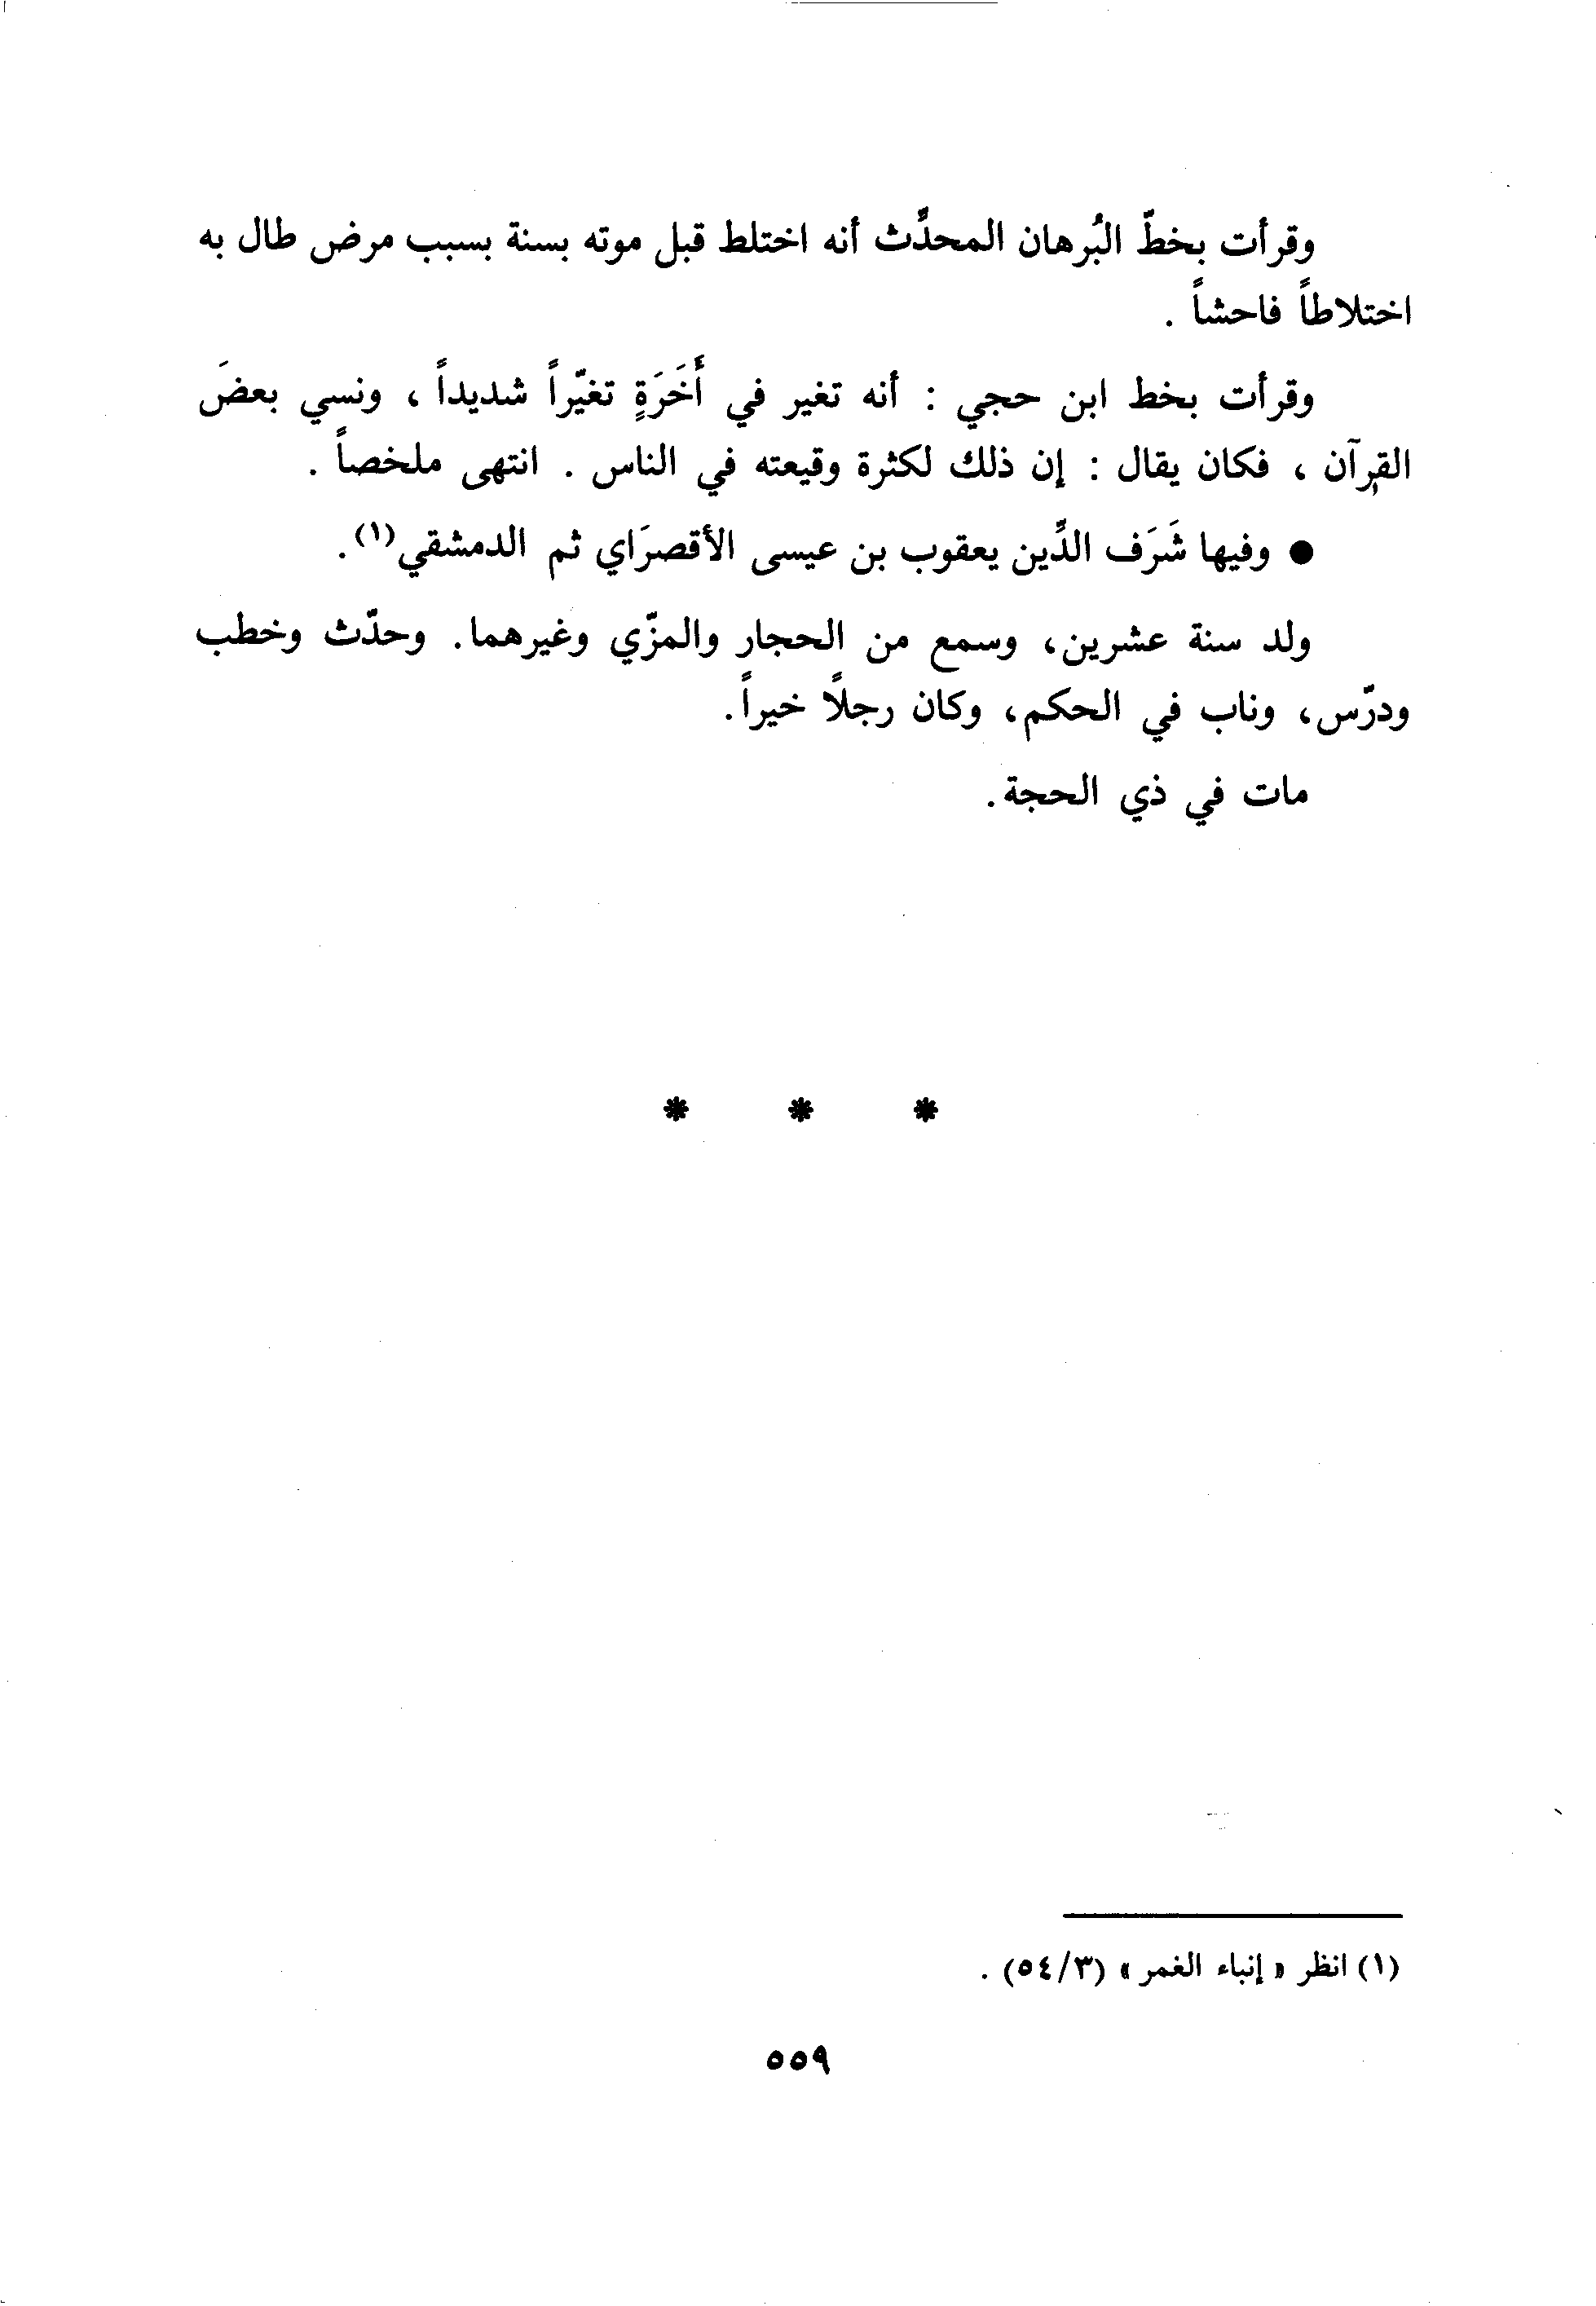 وقرأت بخطّ البُرهان المحدِّث أنه اختلط قبل موته بسنة بسبب مرض طال به
اختلاطاً فاحشاً .
وقرأت بخط ابن حجي : أنه تغير في أَخَرَةٍ تغيّراً شديداً ، ونسي بعضَ
القرآن ، فكان يقال : إن ذلك لكثرة وقيعته في الناس . انتهى ملخصاً .
● وفيها شَرَف الدِّين يعقوب بن عيسى الأقصرَاي ثم الدمشقي(١).
ولد سنة عشرين، وسمع من الحجار والمزّي وغيرهما. وحدّث وخطب
ودرّس، وناب في الحكم، وكان رجلاً خيراً.
مات في ذي الحجة.
* * *
(١) انظر « إنباء الغمر » (٥٤/٣) .
٥٥٩